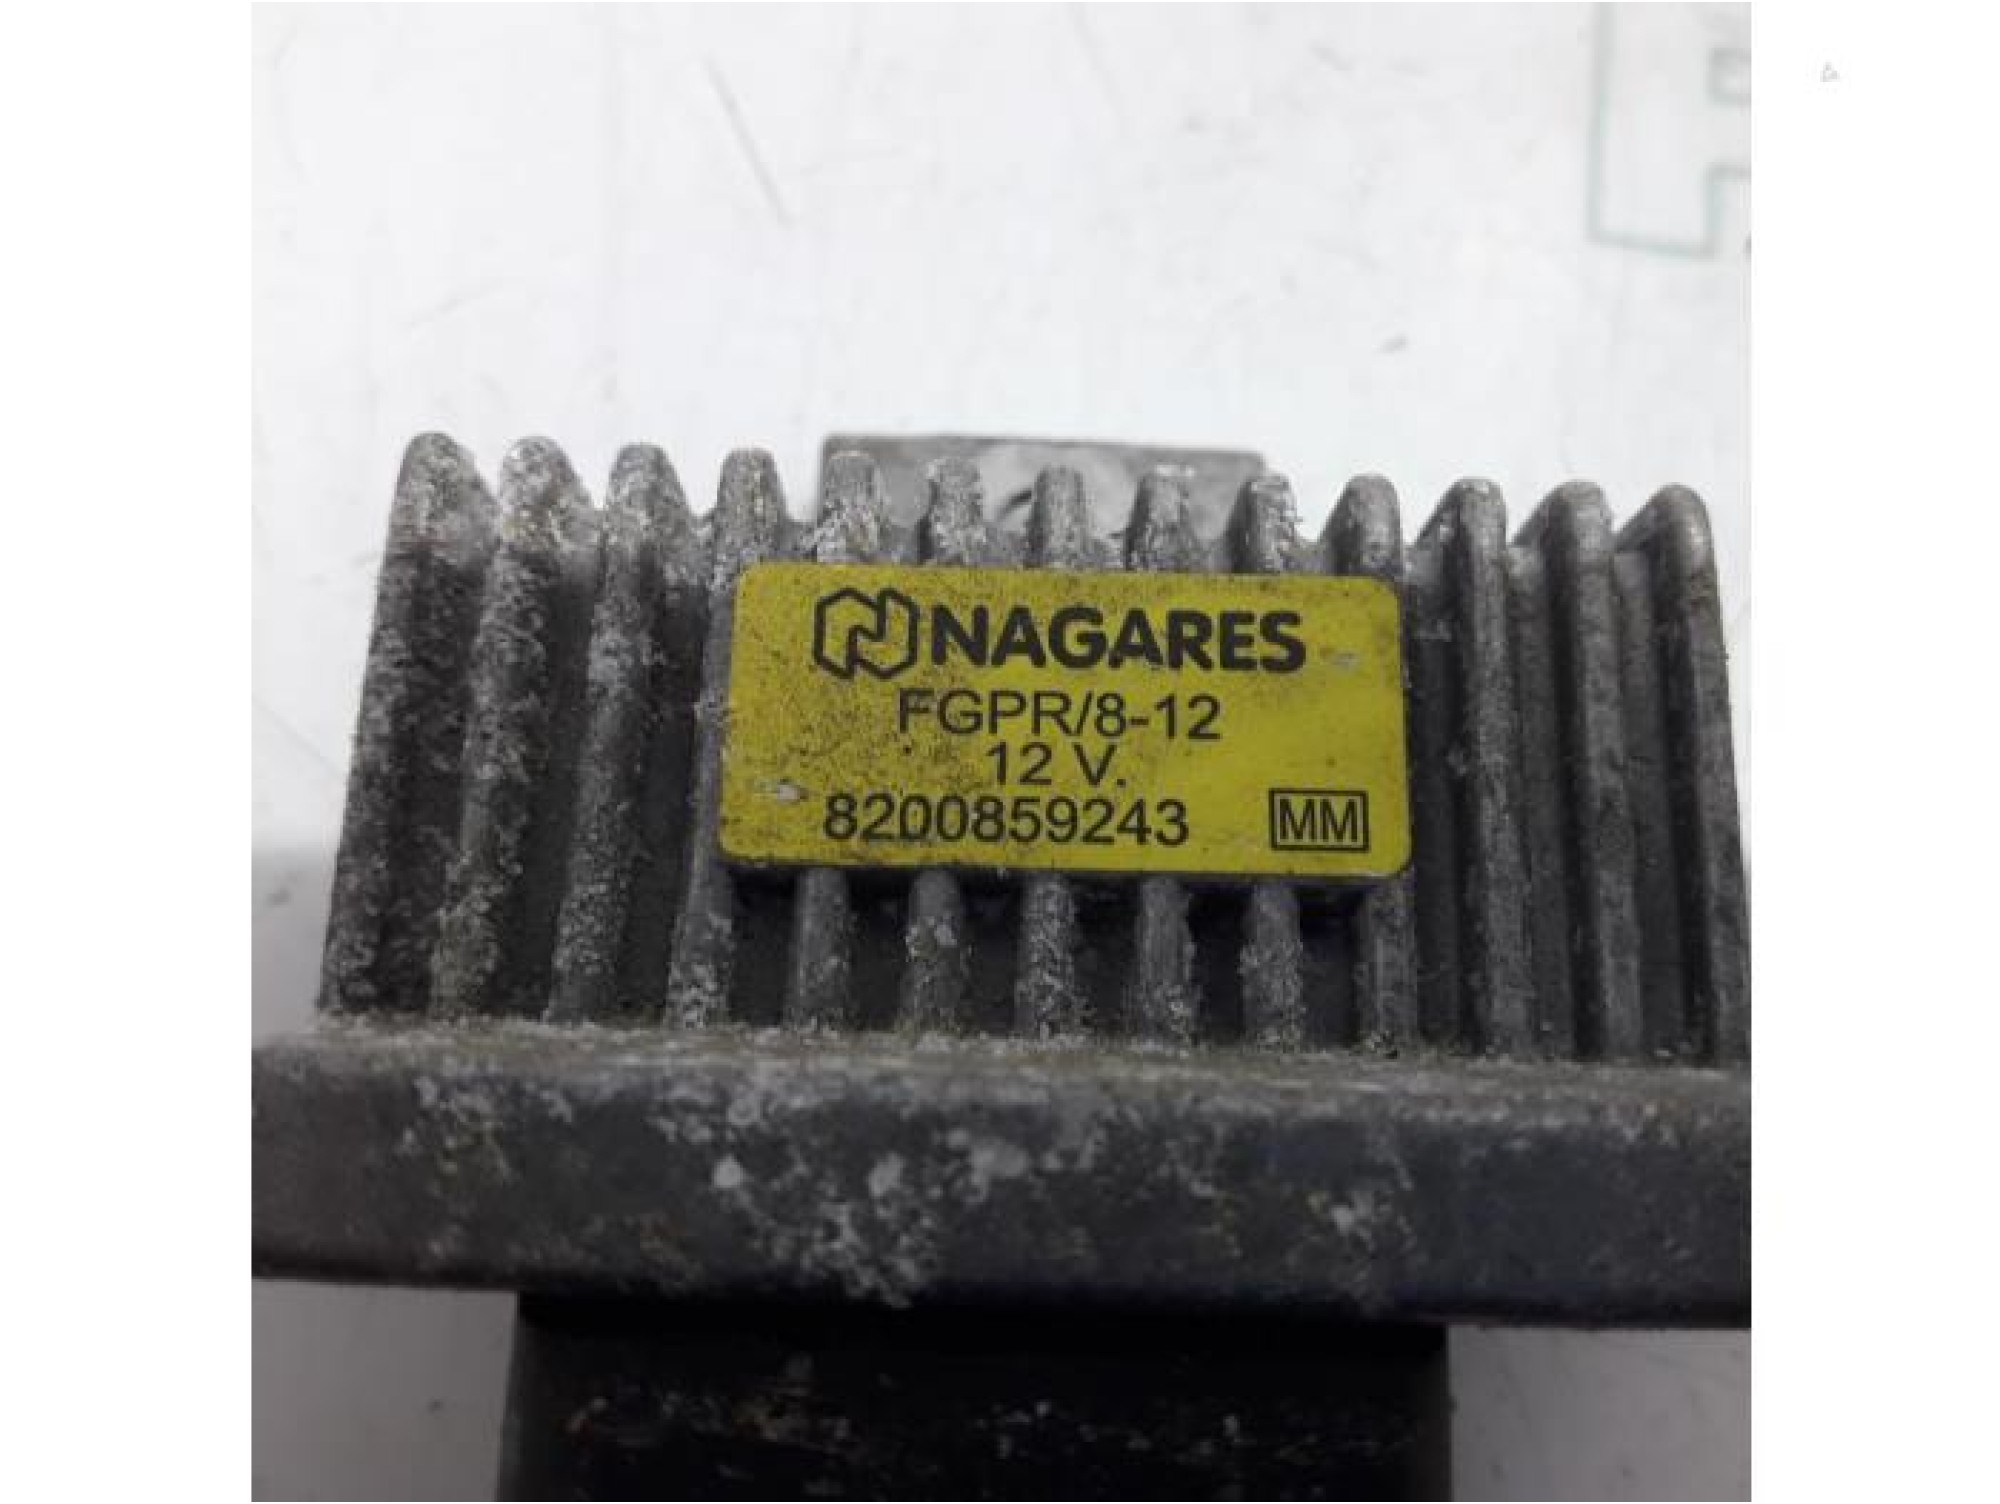 NAGARES
FGPR/8-12
12 V.
8200859243
MM